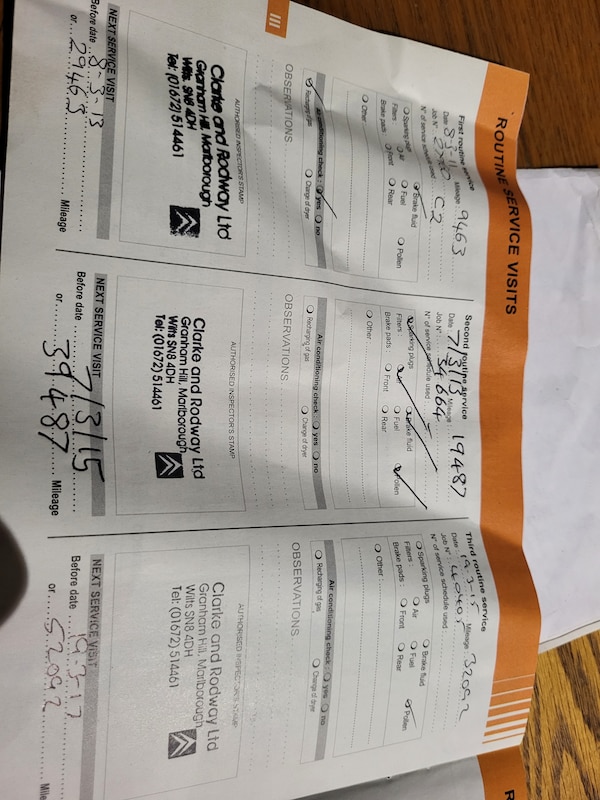 ROUTINE SERVICE VISITS
First routine service
Date 8-3-11 Mileage 9463
Job N°
N° of service schedule used C2
Sparking plugs Brake fluid
Filters: Air Fuel Pollen
Brake pads: Front Rear
Other
Air conditioning check: yes no
Recharging gas Change of dryer
OBSERVATIONS
AUTHORISED INSPECTOR'S STAMP
Clarke and Rodway Ltd
Granham Hill, Marlborough
Wilts SN8 4DH
Tel: (01672) 514461
NEXT SERVICE VISIT
Before date 8-3-13
or 29463 Mileage
III
Second routine service
Date: 7/3/13 Mileage: 19487
Job N° 34664
N° of service schedule used:
Sparking plugs Brake fluid
Filters: Air Fuel Pollen
Brake pads: Front Rear
Other
Air conditioning check: yes no
Recharging of gas Change of dryer
OBSERVATIONS
AUTHORISED INSPECTOR'S STAMP
Clarke and Rodway Ltd
Granham Hill, Marlborough
Wilts SN8 4DH
Tel: (01672) 514461
NEXT SERVICE VISIT
Before date 7/3/15
or 39487 Mileage
Third routine service
Date: 19-3-15 Mileage: 32092
Job N°
N° of service schedule used
Sparking plugs Brake fluid
Filters: Air Fuel Pollen
Brake pads: Front Rear
Other
Air conditioning check: yes no
Recharging of gas Change of dryer
OBSERVATIONS
AUTHORISED INSPECTOR'S STAMP
Clarke and Rodway Ltd
Granham Hill, Marlborough
Wilts SN8 4DH
Tel: (01672) 514461
NEXT SERVICE VISIT
Before date 19-3-17
or 52092 Mile
R
R